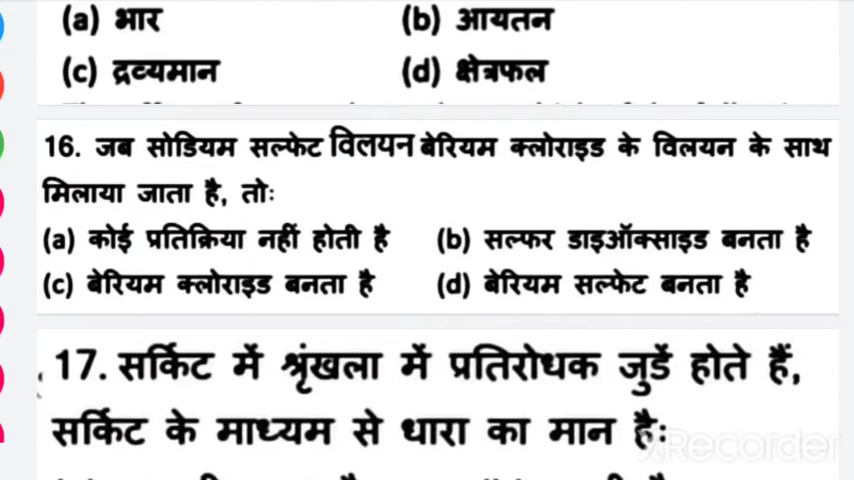 (a) भार (b) आयतन
(c) द्रव्यमान (d) क्षेत्रफल
16. जब सोडियम सल्फेट विलयन बेरियम क्लोराइड के विलयन के साथ
मिलाया जाता है, तोः
(a) कोई प्रतिक्रिया नहीं होती है (b) सल्फर डाइऑक्साइड बनता है
(c) बेरियम क्लोराइड बनता है (d) बेरियम सल्फेट बनता है
17. सर्किट में श्रृंखला में प्रतिरोधक जुडें होते हैं,
सर्किट के माध्यम से धारा का मान हैः
XRecorder